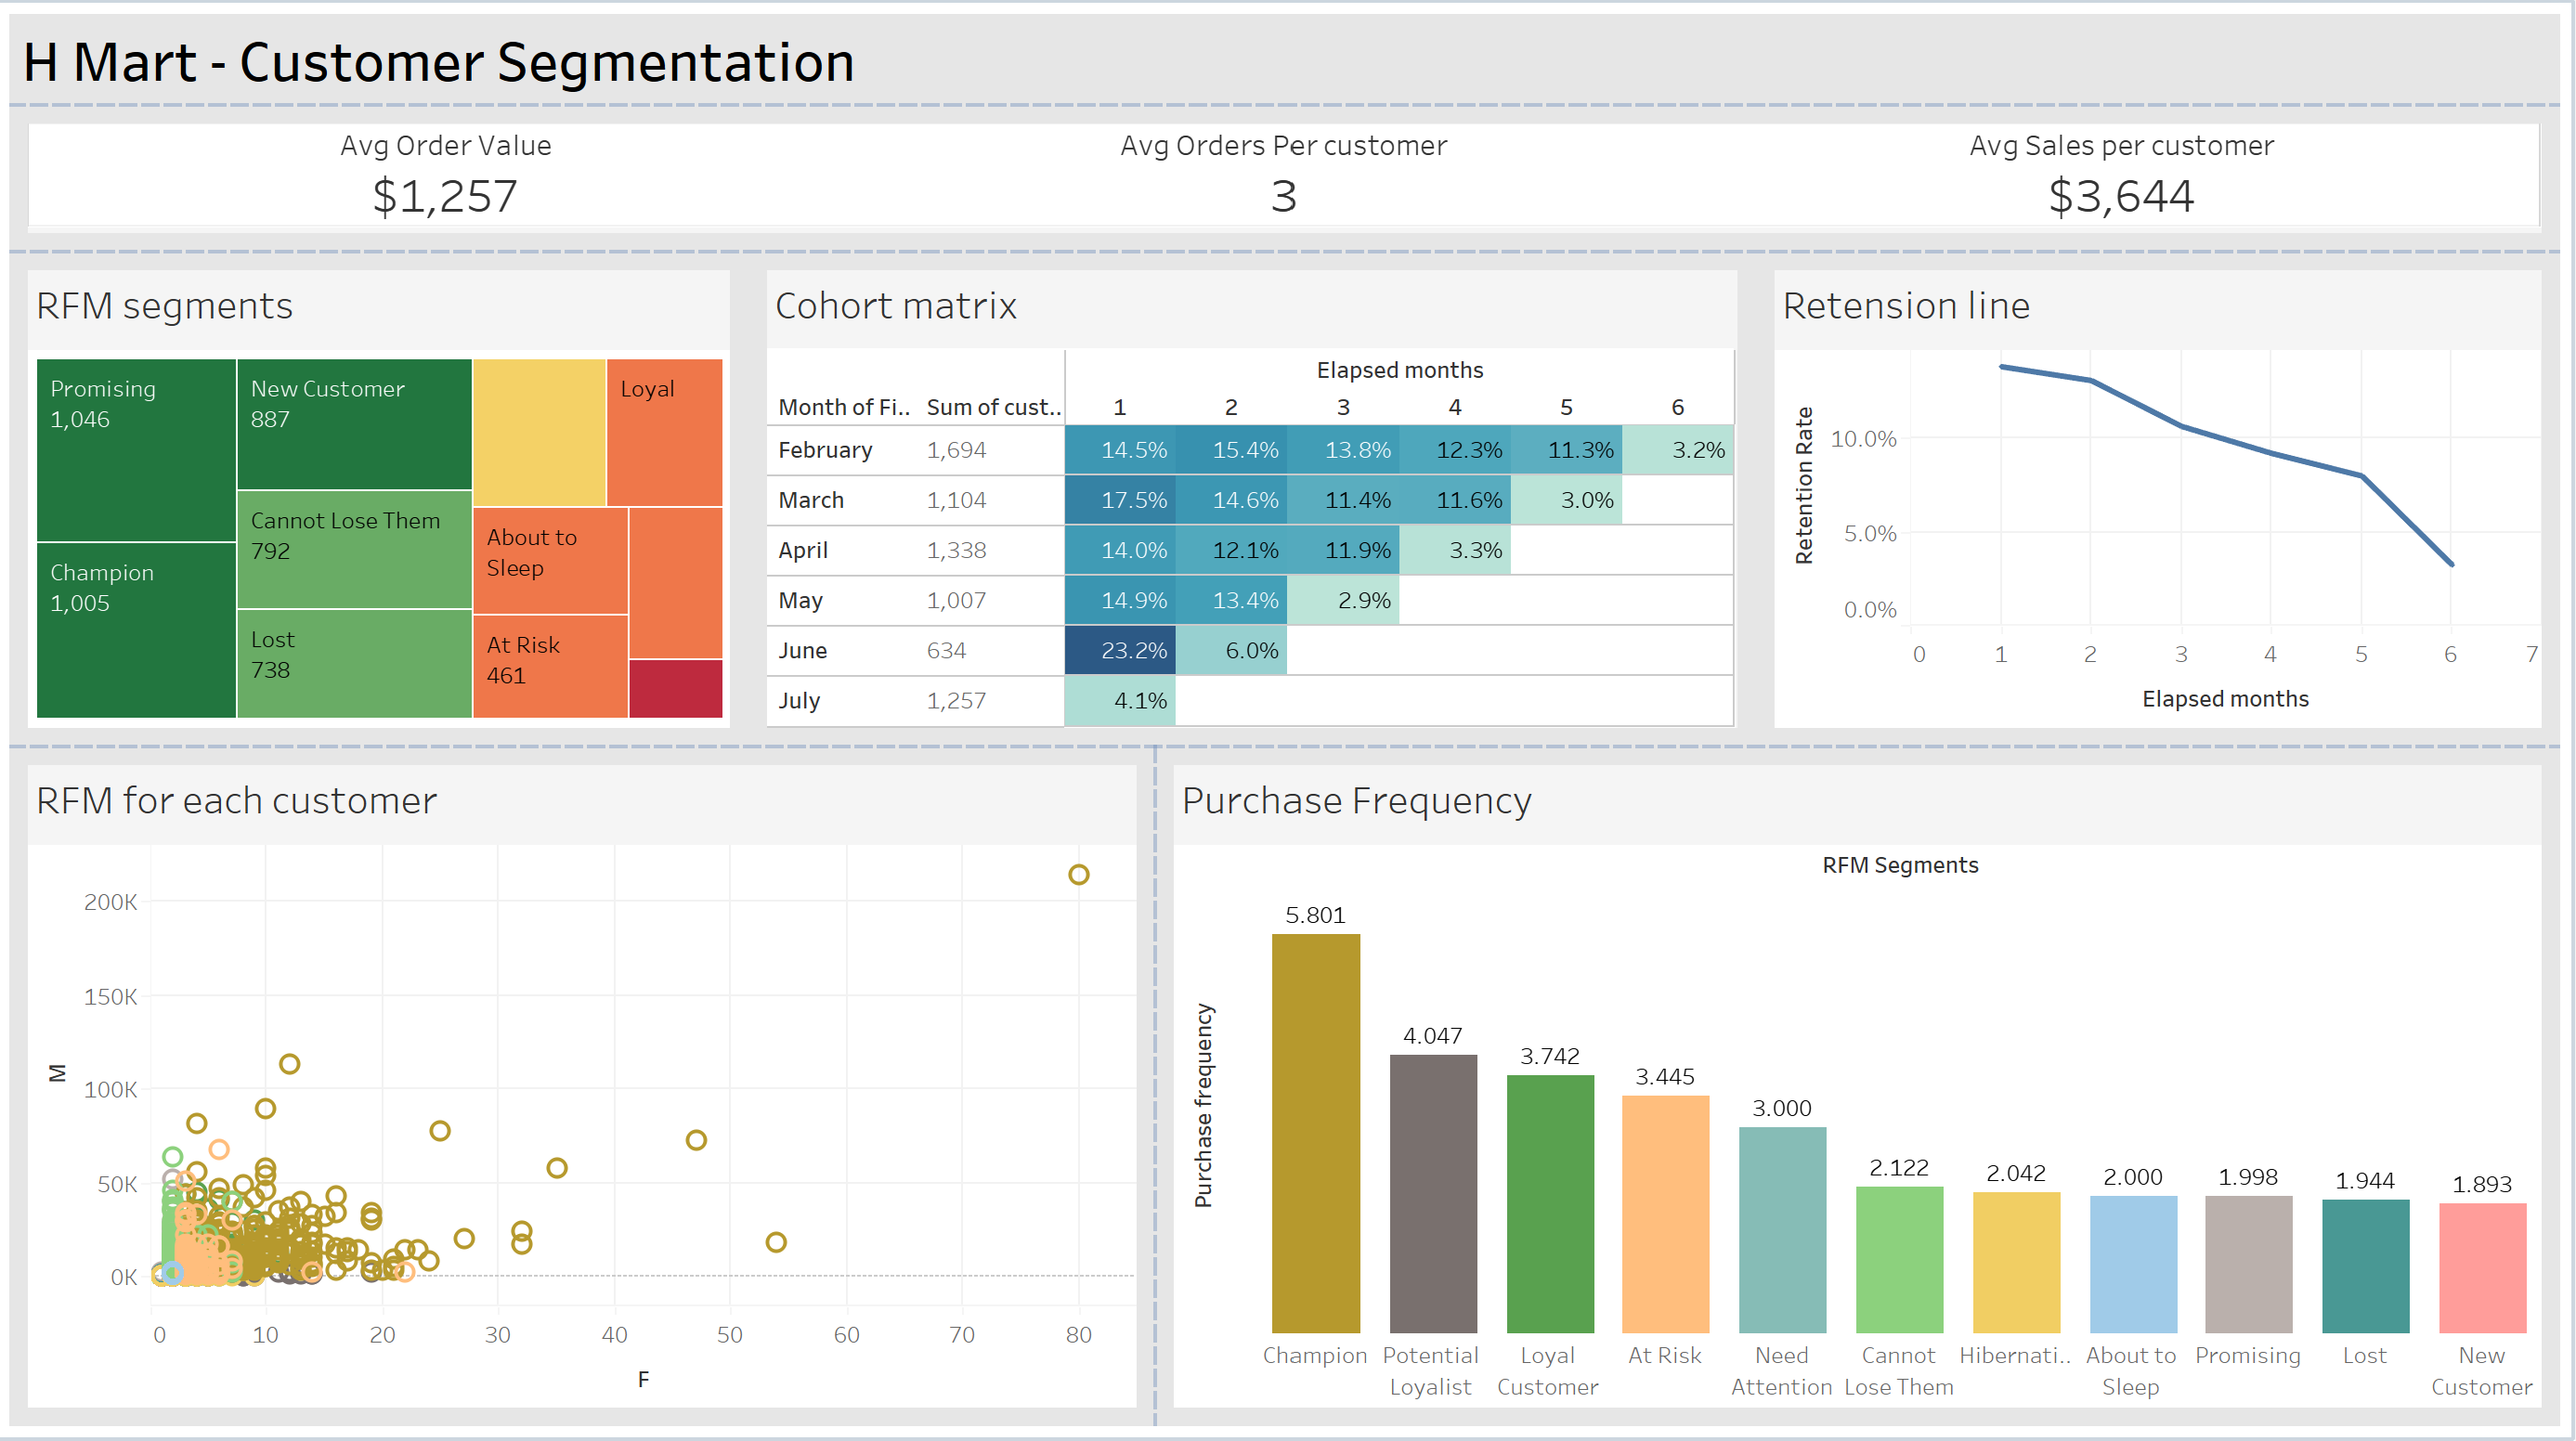 H Mart - Customer Segmentation
Avg Order Value
$1,257
Avg Orders Per customer
3
Avg Sales per customer
$3,644
RFM segments
Promising
1,046
Champion
1,005
New Customer
887
Cannot Lose Them
792
Lost
738
Loyal
About to
Sleep
At Risk
461
Cohort matrix
Elapsed months
Month of Fi.. Sum of cust.. 1 2 3 4 5 6
February 1,694 14.5% 15.4% 13.8% 12.3% 11.3% 3.2%
March 1,104 17.5% 14.6% 11.4% 11.6% 3.0%
April 1,338 14.0% 12.1% 11.9% 3.3%
May 1,007 14.9% 13.4% 2.9%
June 634 23.2% 6.0%
July 1,257 4.1%
Retension line
Retention Rate
10.0%
5.0%
0.0%
0 1 2 3 4 5 6 7
Elapsed months
RFM for each customer
M
200K
150K
100K
50K
0K
0 10 20 30 40 50 60 70 80
F
Purchase Frequency
RFM Segments
Purchase frequency
5.801
4.047
3.742
3.445
3.000
2.122
2.042
2.000
1.998
1.944
1.893
Champion
Potential
Loyalist
Loyal
Customer
At Risk
Need
Attention
Cannot
Lose Them
Hibernati..
About to
Sleep
Promising
Lost
New
Customer